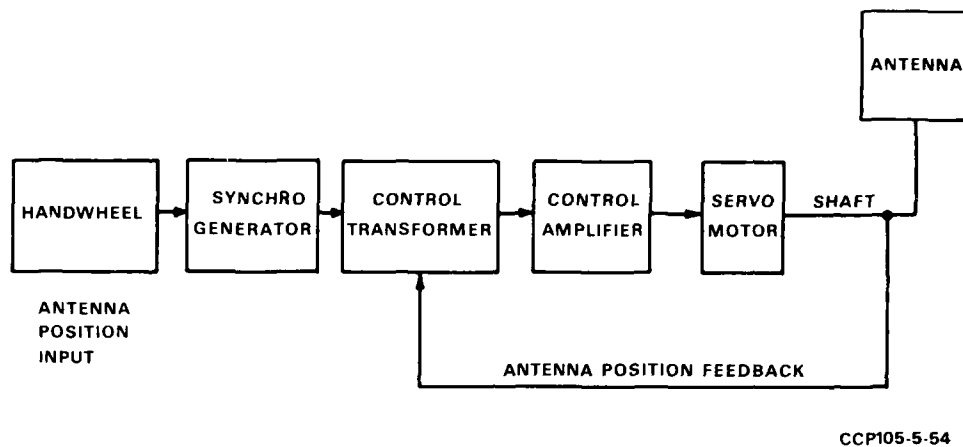 ANTENNA
HANDWHEEL
SYNCHRO
GENERATOR
CONTROL
TRANSFORMER
CONTROL
AMPLIFIER
SERVO
MOTOR
SHAFT
ANTENNA
POSITION
INPUT
ANTENNA POSITION FEEDBACK
CCP105-5-54